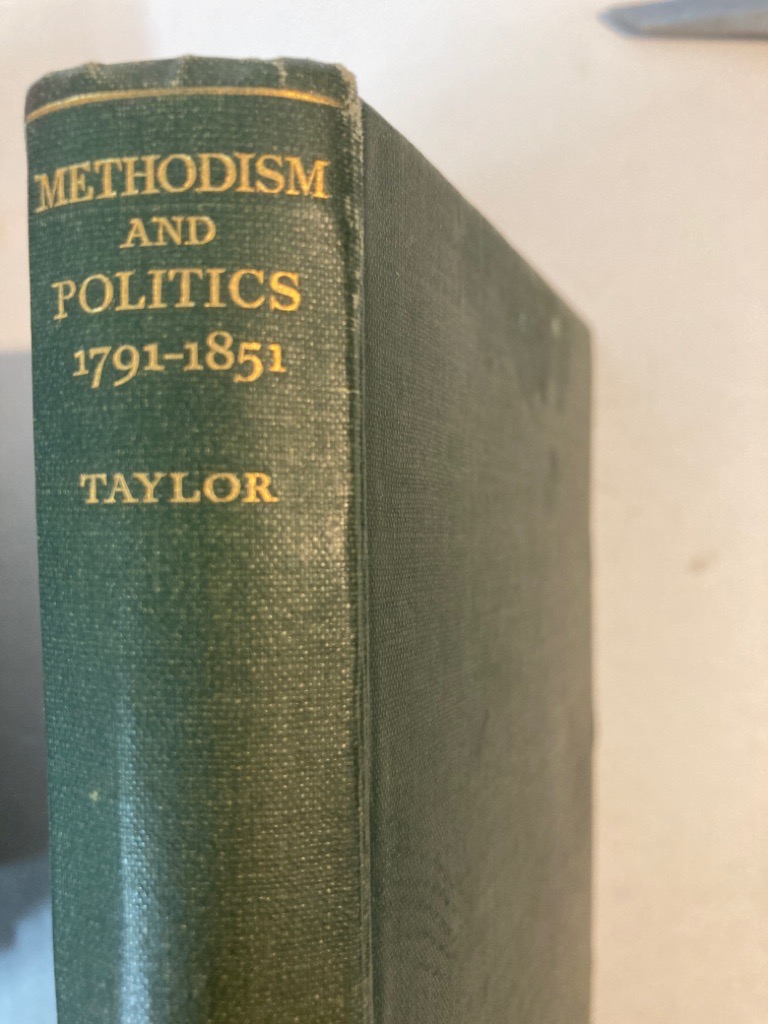 METHODISM
AND
POLITICS
1791–1851
TAYLOR